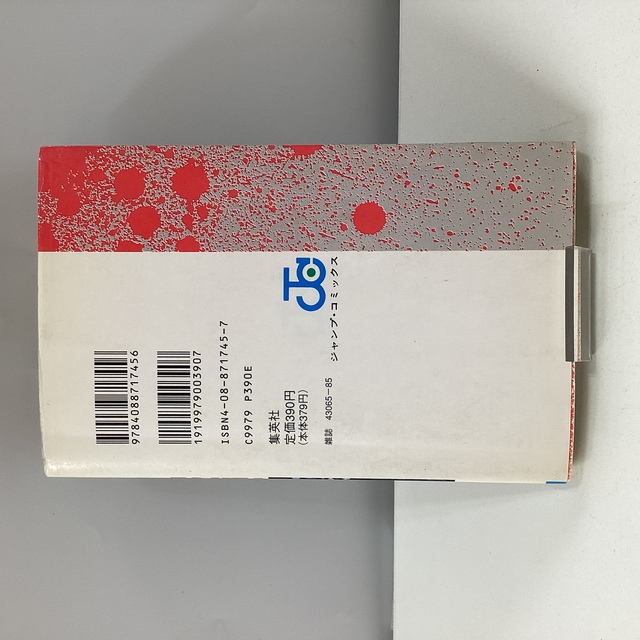 ジャンプ・コミックス
9784088717456
1919979003907
ISBN4-08-871745-7
C9979 P390E
集英社
定価390円
(本体379円)
雑誌 43065-85